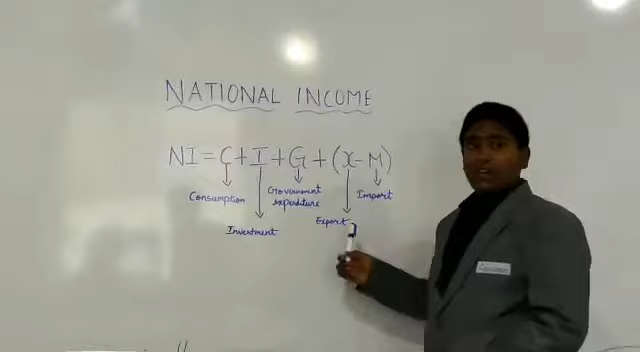 NATIONAL INCOME
NI = C + I + G + (X - M)
Consumption
Government
expenditure
Import
Export
Investment